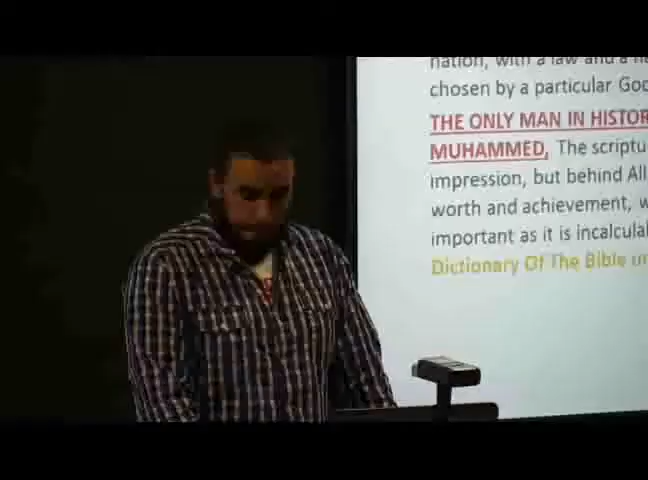 nation, with a law and a
chosen by a particular God
THE ONLY MAN IN HISTOR
MUHAMMED, The scriptu
impression, but behind All
worth and achievement, w
important as it is incalcula
Dictionary Of The Bible